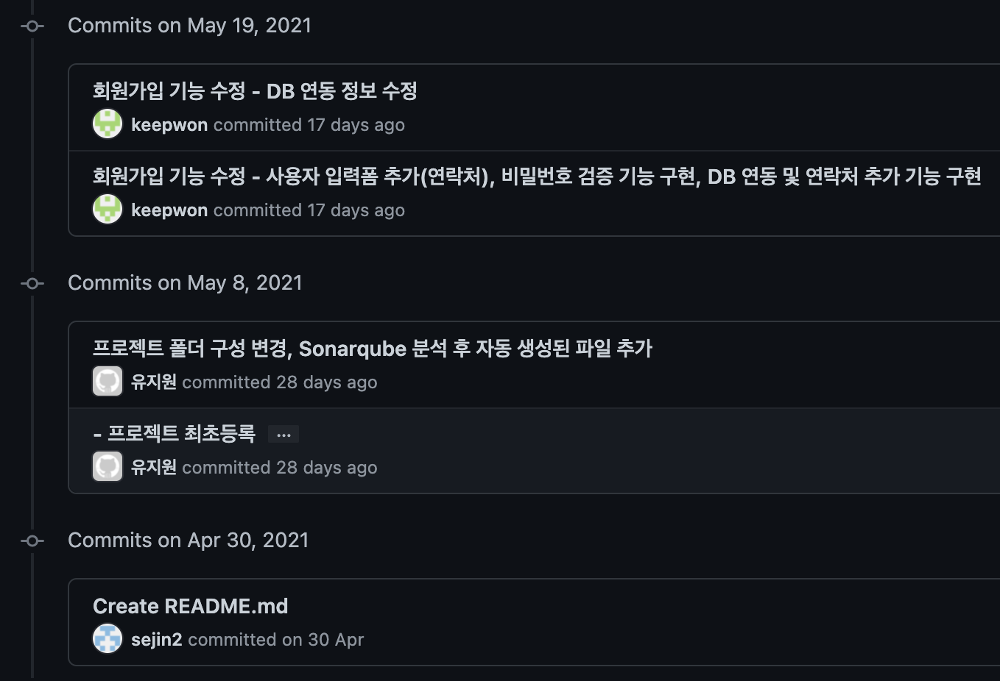 Commits on May 19, 2021
회원가입 기능 수정 - DB 연동 정보 수정
keepwon committed 17 days ago
회원가입 기능 수정 - 사용자 입력폼 추가(연락처), 비밀번호 검증 기능 구현, DB 연동 및 연락처 추가 기능 구현
keepwon committed 17 days ago
Commits on May 8, 2021
프로젝트 폴더 구성 변경, Sonarqube 분석 후 자동 생성된 파일 추가
유지원 committed 28 days ago
- 프로젝트 최초등록 ...
유지원 committed 28 days ago
Commits on Apr 30, 2021
Create README.md
sejin2 committed on 30 Apr